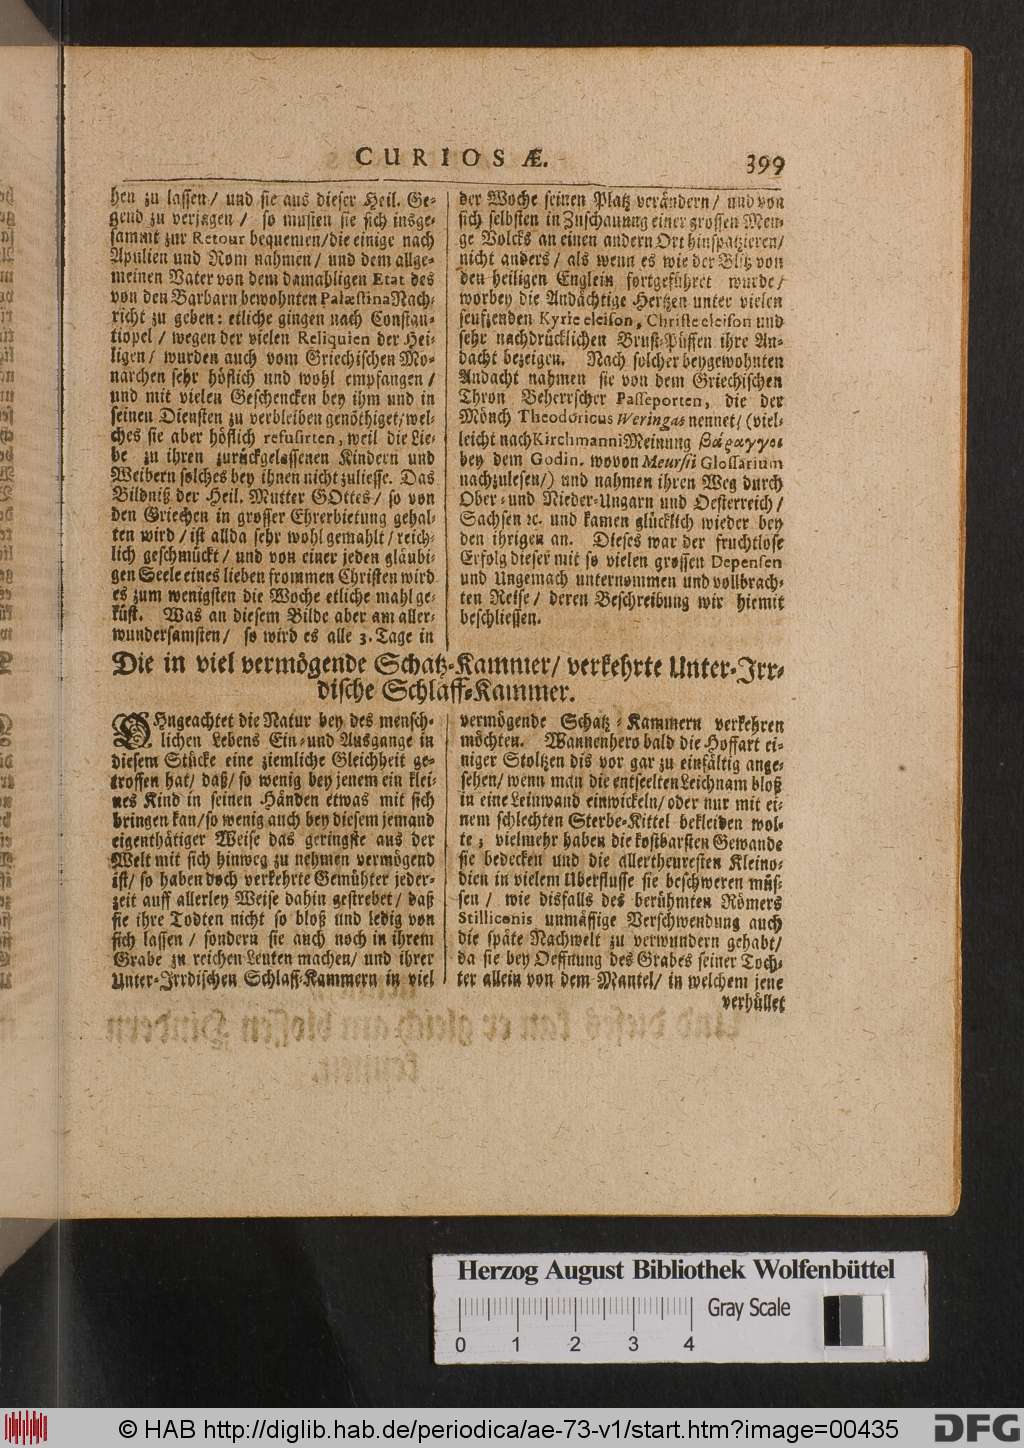 CURIOSÆ.
399
hen zu lassen/ und sie aus dieser Heil. Ge-
gend zu verjagen/ so musten sie sich insge-
sammt zur Retour bequemen/die einige nach
Apulien und Rom nahmen/ und dem allge-
meinen Vater von dem damahligen Etat des
von den Barbarn bewohnten Palæstina Nach-
richt zu geben: etliche gingen nach Constan-
tiopel/ wegen der vielen Reliquien der Hei-
ligen/ wurden auch vom Griechischen Mo-
narchen sehr höflich und wohl empfangen/
und mit vielen Geschencken bey ihm und in
seinen Diensten zu verbleiben genöthiget/wel-
ches sie aber höflich refusirten, weil die Lie-
be zu ihren zurückgelassenen Kindern und
Weibern solches bey ihnen nicht zuliesse. Das
Bildniß der Heil. Mutter GOttes/ so von
den Griechen in grosser Ehrerbietung gehal-
ten wird/ ist allda sehr wohl gemahlt/ reich-
lich geschmückt/ und von einer jeden gläubi-
gen Seele eines lieben frommen Christen wird
es zum wenigsten die Woche etliche mahl ge-
küst. Was an diesem Bilde aber am aller-
wundersamsten/ so wird es alle 3. Tage in
der Woche seinen Platz verändern/ und von
sich selbsten in Zuschauung einer grossen Men-
ge Volcks an einen andern Ort hinspatzieren/
nicht anders/ als wenn es wie der Blitz von
den heiligen Englein fortgeführet wurde/
worbey die Andächtige Hertzen unter vielen
seufzenden Kyrie eleison, Christe eleison und
sehr nachdrücklichen Brust-Püffen ihre An-
dacht bezeigen. Nach solcher beygewohnten
Andacht nahmen sie von dem Griechischen
Thron Beherrscher Passeporten, die der
Mönch Theodoricus Weringas nennet/ (viel-
leicht nach Kirchmanni Meinung βάραγγοι
bey dem Godin. wovon Meursii Glossarium
nachzulesen/) und nahmen ihren Weg durch
Ober- und Nieder-Ungarn und Oesterreich/
Sachsen ꝛc. und kamen glücklich wieder bey
den ihrigen an. Dieses war der fruchtlose
Erfolg dieser mit so vielen grossen Depensen
und Ungemach unternommen und vollbrach-
ten Reise/ deren Beschreibung wir hiemit
beschliessen.
Die in viel vermögende Schatz-Kammer/ verkehrte Unter-Irr-
dische Schlaff-Kammer.
OHngeachtet die Natur bey des mensch-
lichen Lebens Ein- und Ausgange in
diesem Stücke eine ziemliche Gleichheit ge-
troffen hat/ daß/ so wenig bey jenem ein klei-
nes Kind in seinen Händen etwas mit sich
bringen kan/ so wenig auch bey diesem jemand
eigenthätiger Weise das geringste aus der
Welt mit sich hinweg zu nehmen vermögend
ist/ so haben doch verkehrte Gemühter jeder-
zeit auff allerley Weise dahin gestrebet/ daß
sie ihre Todten nicht so bloß und ledig von
sich lassen/ sondern sie auch noch in ihrem
Grabe zu reichen Leuten machen/ und ihrer
Unter-Irrdischen Schlaff-Kammern in viel
vermögende Schatz-Kammern verkehren
möchten. Wannenhero bald die Hoffart ei-
niger Stoltzen dis vor gar zu einfältig ange-
sehen/ wenn man die entseelten Leichnam bloß
in eine Leinwand einwickeln/ oder nur mit ei-
nem schlechten Sterbe-Kittel bekleiden wol-
te; vielmehr haben die kostbarsten Gewande
sie bedecken und die allertheuresten Kleino-
dien in vielem Uberflusse sie beschweren müs-
sen/ wie disfalls des berühmten Römers
Stilliconis unmässige Verschwendung auch
die späte Nachwelt zu verwundern gehabt/
da sie bey Oeffnung des Grabes seiner Toch-
ter allein von dem Mantel/ in welchem jene
verhüllet
Herzog August Bibliothek Wolfenbüttel
Gray Scale
0 1 2 3 4
© HAB http://diglib.hab.de/periodica/ae-73-v1/start.htm?image=00435
DFG